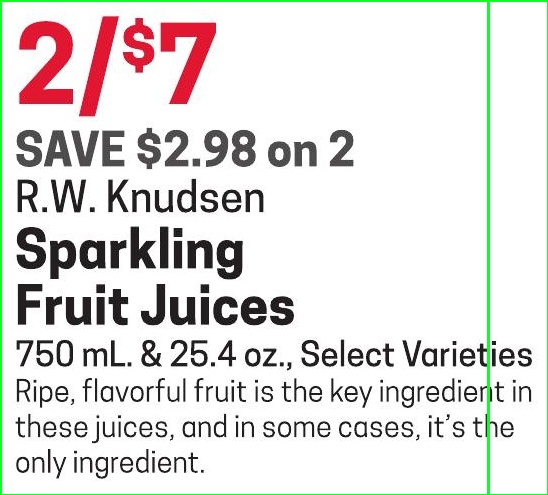 2/$7
SAVE $2.98 on 2
R.W. Knudsen
Sparkling
Fruit Juices
750 mL. & 25.4 oz., Select Varieties
Ripe, flavorful fruit is the key ingredient in
these juices, and in some cases, it's the
only ingredient.